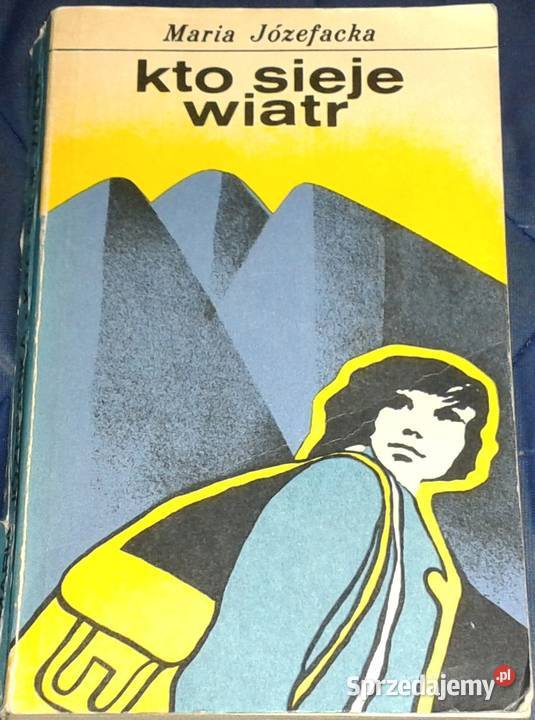 Maria Józefacka
kto sieje
wiatr
Sprzedajemy.pl